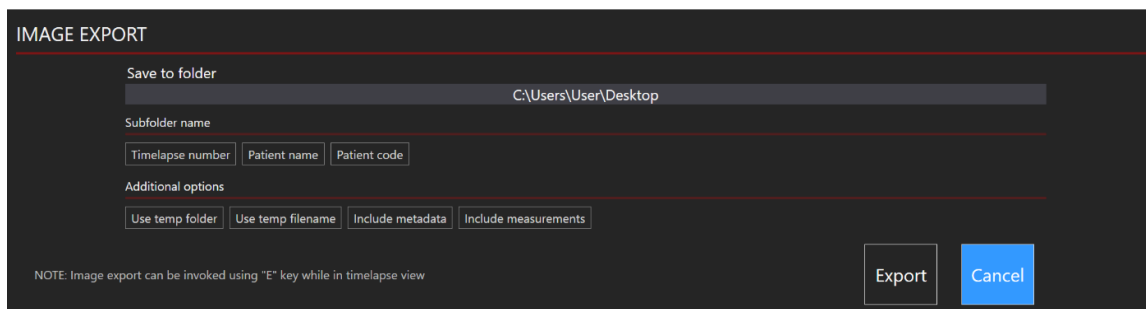 IMAGE EXPORT
Save to folder
C:\Users\User\Desktop
Subfolder name
Timelapse number Patient name Patient code
Additional options
Use temp folder Use temp filename Include metadata Include measurements
NOTE: Image export can be invoked using "E" key while in timelapse view
Export Cancel